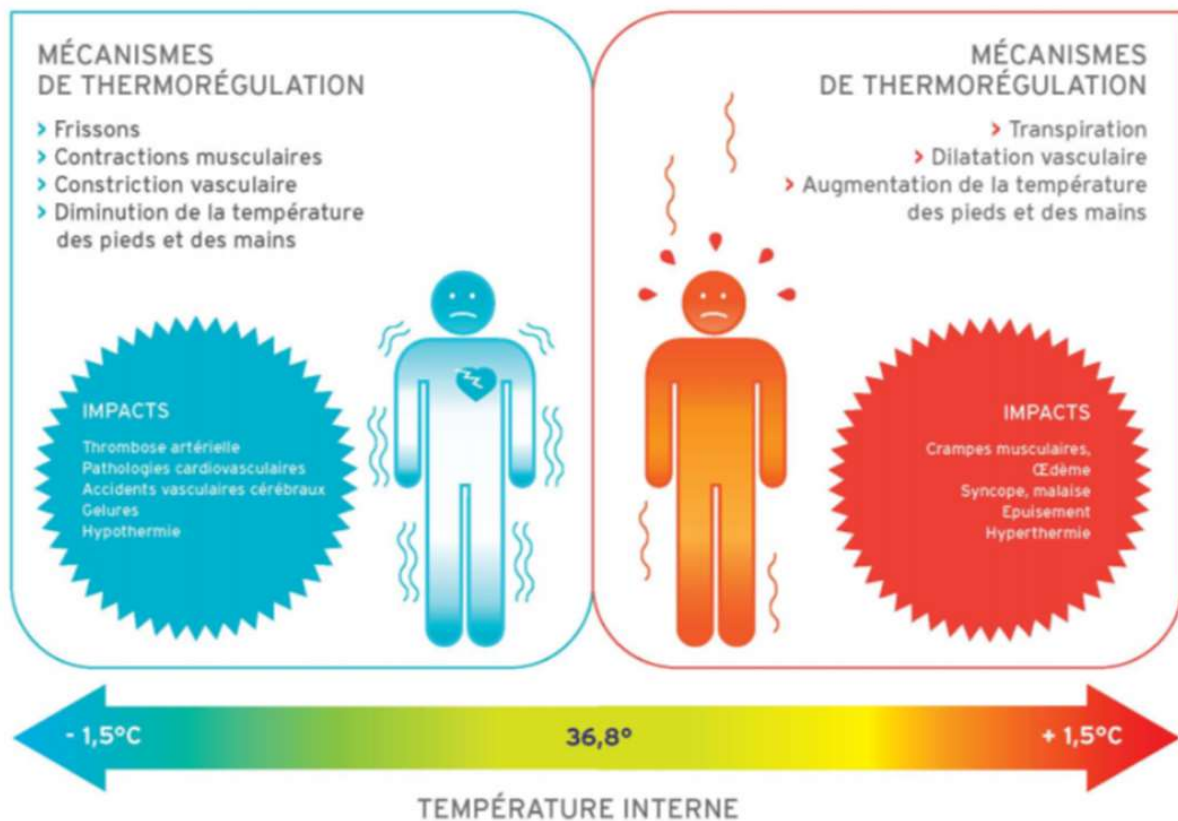 MÉCANISMES
DE THERMORÉGULATION
> Frissons
> Contractions musculaires
> Constriction vasculaire
> Diminution de la température
des pieds et des mains
IMPACTS
Thrombose artérielle
Pathologies cardiovasculaires
Accidents vasculaires cérébraux
Gelures
Hypothermie
MÉCANISMES
DE THERMORÉGULATION
> Transpiration
> Dilatation vasculaire
> Augmentation de la température
des pieds et des mains
IMPACTS
Crampes musculaires,
Œdème
Syncope, malaise
Epuisement
Hyperthermie
- 1,5°C
36,8°
+ 1,5°C
TEMPÉRATURE INTERNE